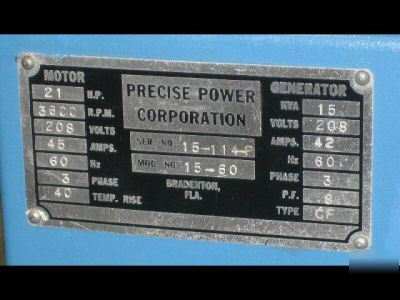 MOTOR
21 H.P.
3600 R.P.M.
208 VOLTS
45 AMPS.
60 Hz
3 PHASE
40 TEMP. RISE
PRECISE POWER
CORPORATION
SER NO 15-114-P
MOD NO 15-60
BRADENTON,
FLA.
GENERATOR
KVA 15
VOLTS 208
AMPS. 42
Hz 60
PHASE 3
P.F. .8
TYPE CF